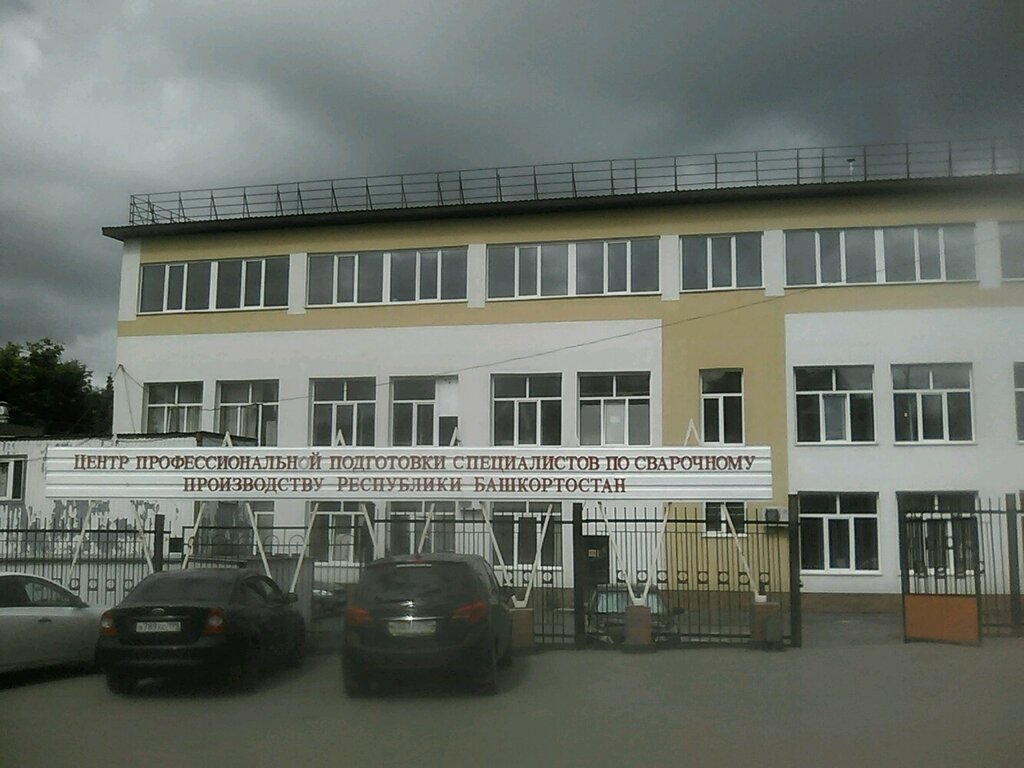 ЦЕНТР ПРОФЕССИОНАЛЬНОЙ ПОДГОТОВКИ СПЕЦИАЛИСТОВ ПО СВАРОЧНОМУ
ПРОИЗВОДСТВУ РЕСПУБЛИКИ БАШКОРТОСТАН